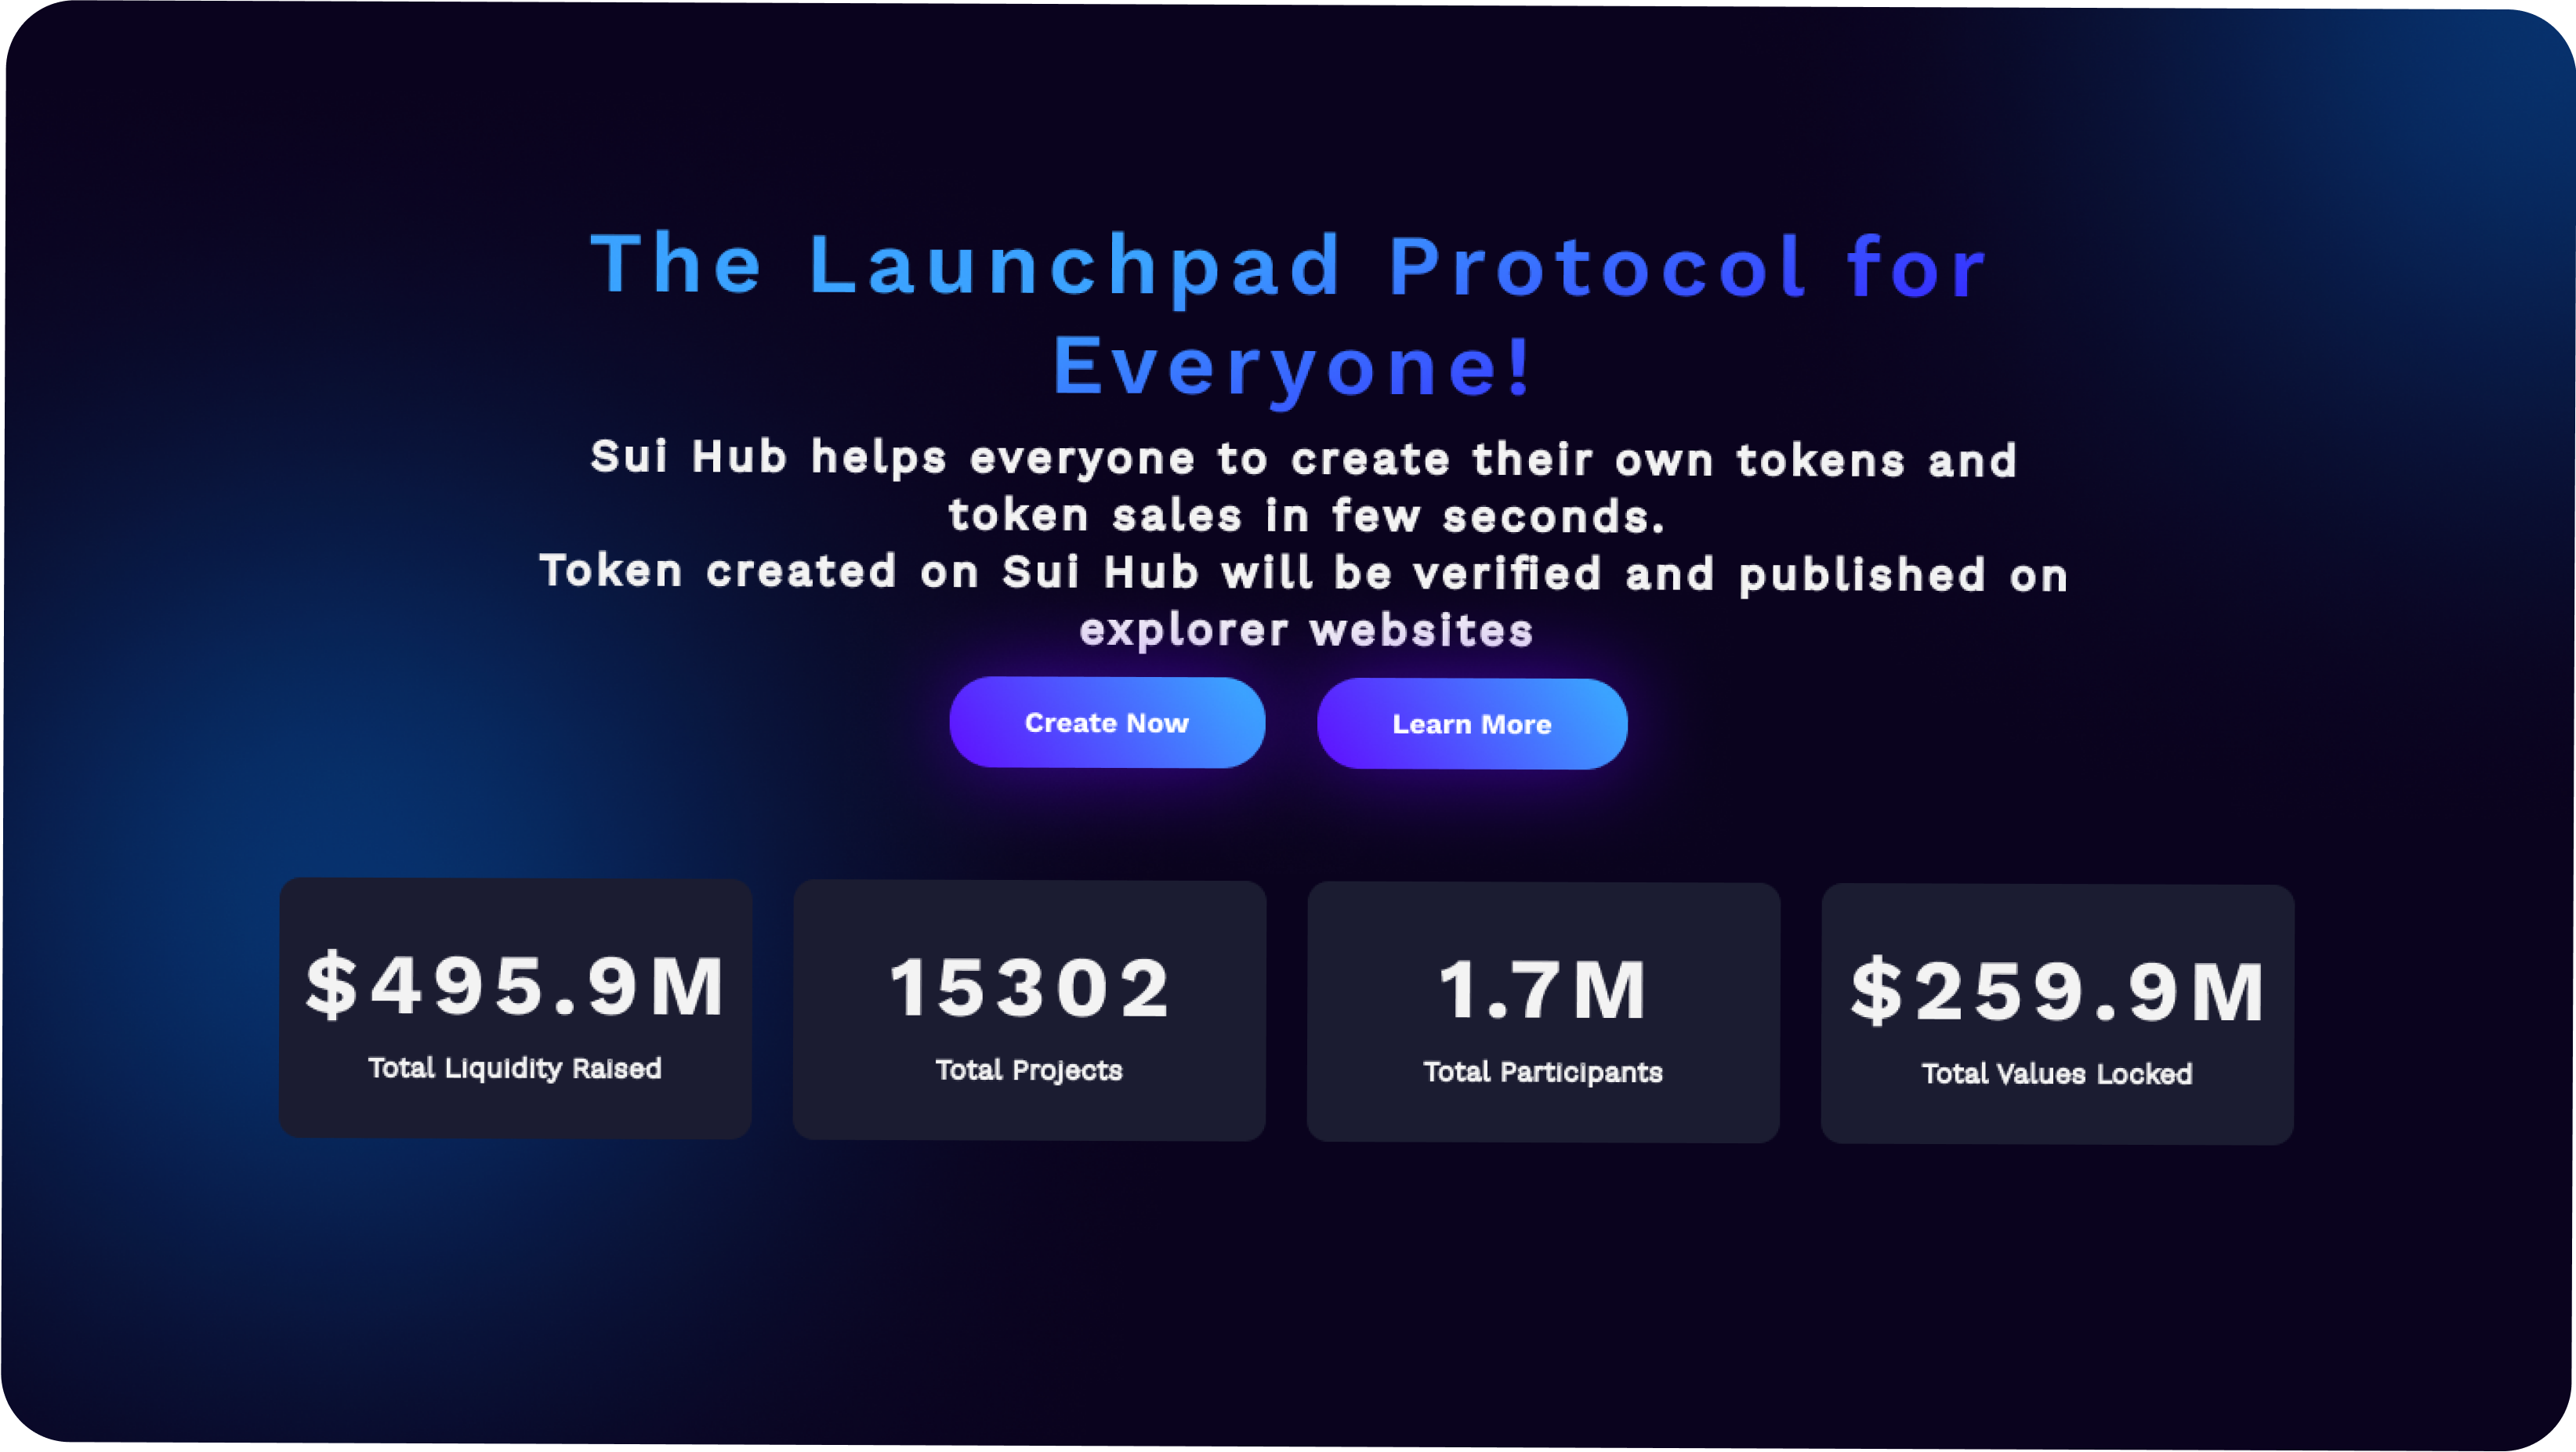 The Launchpad Protocol for
Everyone!
Sui Hub helps everyone to create their own tokens and
token sales in few seconds.
Token created on Sui Hub will be verified and published on
explorer websites
Create Now
Learn More
$495.9M
15302
1.7M
$259.9M
Total Liquidity Raised
Total Projects
Total Participants
Total Values Locked